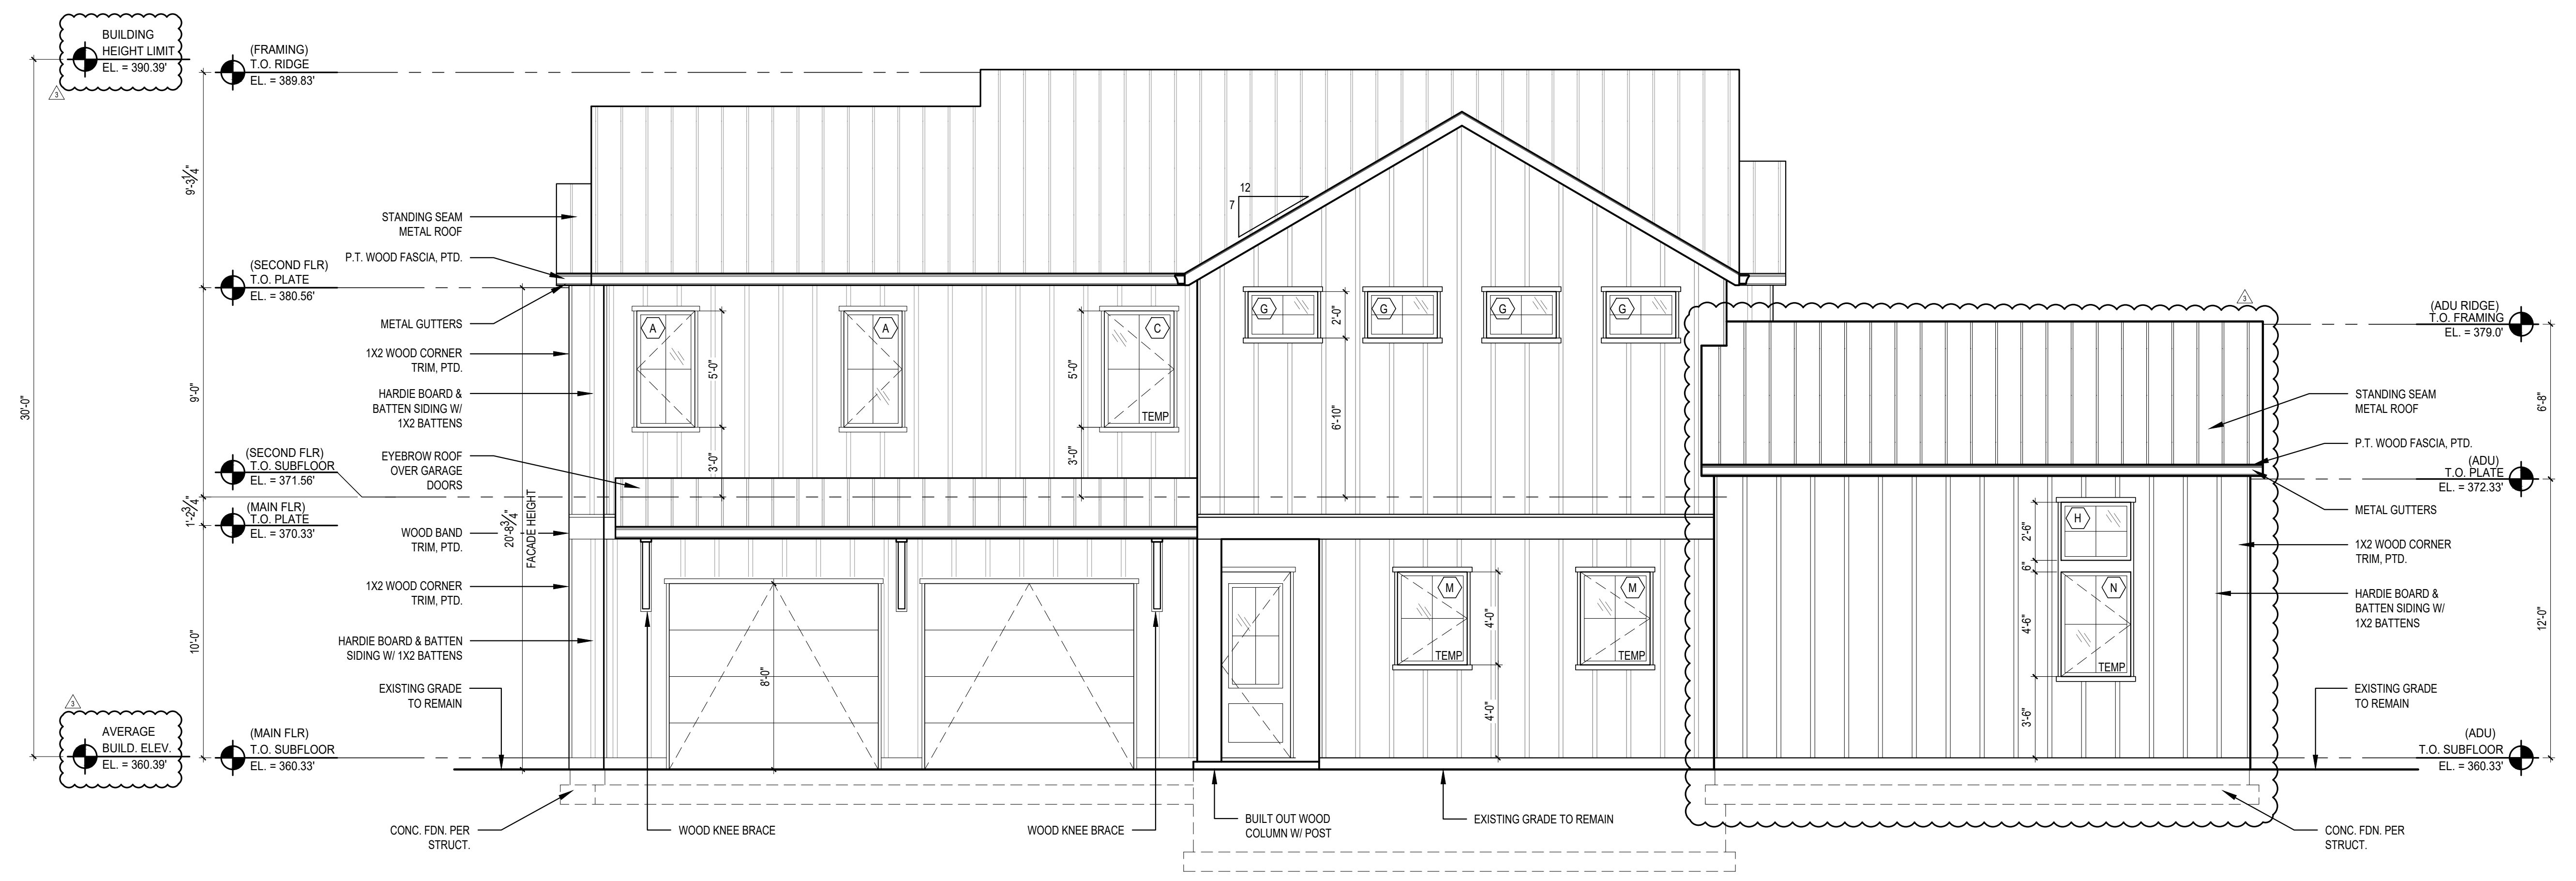 BUILDING
HEIGHT LIMIT
EL. = 390.39'
3
(FRAMING)
T.O. RIDGE
EL. = 389.83'
9'-3 1/4"
(SECOND FLR)
T.O. PLATE
EL. = 380.56'
9'-0"
30'-0"
(SECOND FLR)
T.O. SUBFLOOR
EL. = 371.56'
1'-2 3/4"
(MAIN FLR)
T.O. PLATE
EL. = 370.33'
10'-0"
3
AVERAGE
BUILD. ELEV.
EL. = 360.39'
(MAIN FLR)
T.O. SUBFLOOR
EL. = 360.33'
STANDING SEAM
METAL ROOF
P.T. WOOD FASCIA, PTD.
METAL GUTTERS
1X2 WOOD CORNER
TRIM, PTD.
HARDIE BOARD &
BATTEN SIDING W/
1X2 BATTENS
EYEBROW ROOF
OVER GARAGE
DOORS
WOOD BAND
TRIM, PTD.
1X2 WOOD CORNER
TRIM, PTD.
HARDIE BOARD & BATTEN
SIDING W/ 1X2 BATTENS
EXISTING GRADE
TO REMAIN
CONC. FDN. PER
STRUCT.
20'-8 3/4"
FACADE HEIGHT
A
A
C
TEMP
5'-0"
3'-0"
5'-0"
3'-0"
12
7
G
G
G
G
2'-0"
6'-10"
8'-0"
M
TEMP
M
TEMP
4'-0"
4'-0"
WOOD KNEE BRACE
WOOD KNEE BRACE
BUILT OUT WOOD
COLUMN W/ POST
EXISTING GRADE TO REMAIN
3
H
N
TEMP
2'-6"
6"
4'-6"
3'-6"
(ADU RIDGE)
T.O. FRAMING
EL. = 379.0'
6'-8"
STANDING SEAM
METAL ROOF
P.T. WOOD FASCIA, PTD.
(ADU)
T.O. PLATE
EL. = 372.33'
METAL GUTTERS
1X2 WOOD CORNER
TRIM, PTD.
HARDIE BOARD &
BATTEN SIDING W/
1X2 BATTENS
12'-0"
EXISTING GRADE
TO REMAIN
(ADU)
T.O. SUBFLOOR
EL. = 360.33'
CONC. FDN. PER
STRUCT.